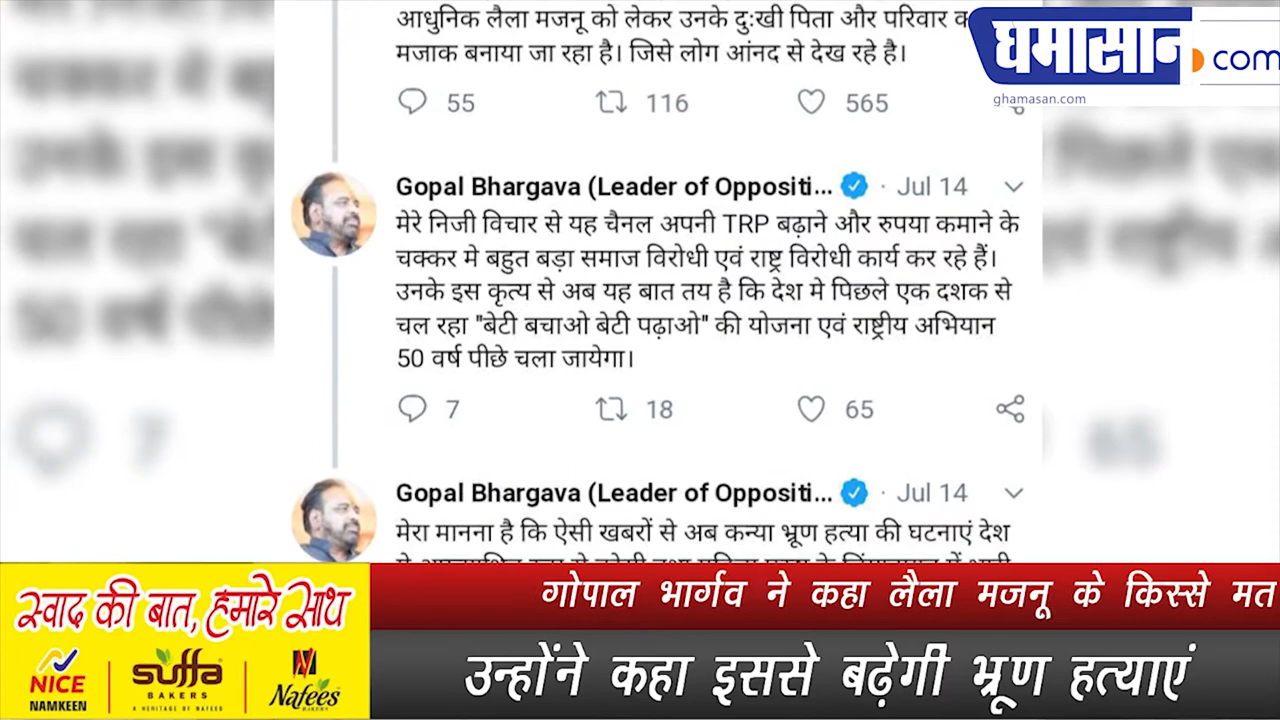 आधुनिक लैला मजनू को लेकर उनके दुःखी पिता और परिवार
मजाक बनाया जा रहा है। जिसे लोग आंनद से देख रहे है।
55 116 565
घमासान.com
ghamasan.com
Gopal Bhargava (Leader of Oppositi... · Jul 14
मेरे निजी विचार से यह चैनल अपनी TRP बढ़ाने और रुपया कमाने के
चक्कर मे बहुत बड़ा समाज विरोधी एवं राष्ट्र विरोधी कार्य कर रहे हैं।
उनके इस कृत्य से अब यह बात तय है कि देश मे पिछले एक दशक से
चल रहा "बेटी बचाओ बेटी पढ़ाओ" की योजना एवं राष्ट्रीय अभियान
50 वर्ष पीछे चला जायेगा।
7 18 65
Gopal Bhargava (Leader of Oppositi... · Jul 14
मेरा मानना है कि ऐसी खबरों से अब कन्या भ्रूण हत्या की घटनाएं देश
स्वाद की बात, हमारे साथ
NICE
NAMKEEN
Suffa
BAKERS
A HERITAGE OF NAFEES
Nafees
BAKERY
गोपाल भार्गव ने कहा लैला मजनू के किस्से मत
उन्होंने कहा इससे बढ़ेगी भ्रूण हत्याएं